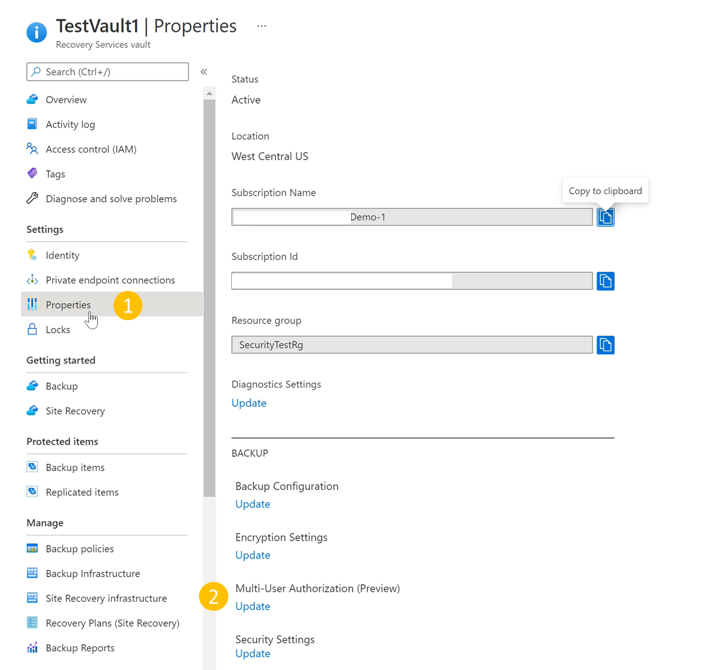 TestVault1 | Properties ...
Recovery Services vault
Search (Ctrl+/)
«
Overview
Activity log
Access control (IAM)
Tags
Diagnose and solve problems
Settings
Identity
Private endpoint connections
Properties
1
Locks
Getting started
Backup
Site Recovery
Protected items
Backup items
Replicated items
Manage
Backup policies
Backup Infrastructure
Site Recovery infrastructure
Recovery Plans (Site Recovery)
Backup Reports
Status
Active
Location
West Central US
Subscription Name
Copy to clipboard
Demo-1
Subscription Id
Resource group
SecurityTestRg
Diagnostics Settings
Update
BACKUP
Backup Configuration
Update
Encryption Settings
Update
2
Multi-User Authorization (Preview)
Update
Security Settings
Update